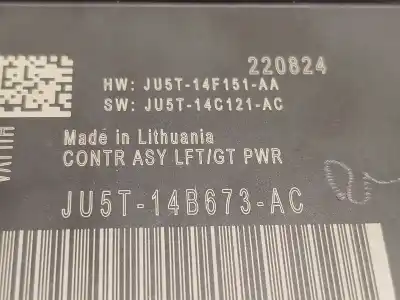 220824
HW: JU5T-14F151-AA
SW: JU5T-14C121-AC
Made in Lithuania
CONTR ASY LFT/GT PWR
JU5T-14B673-AC